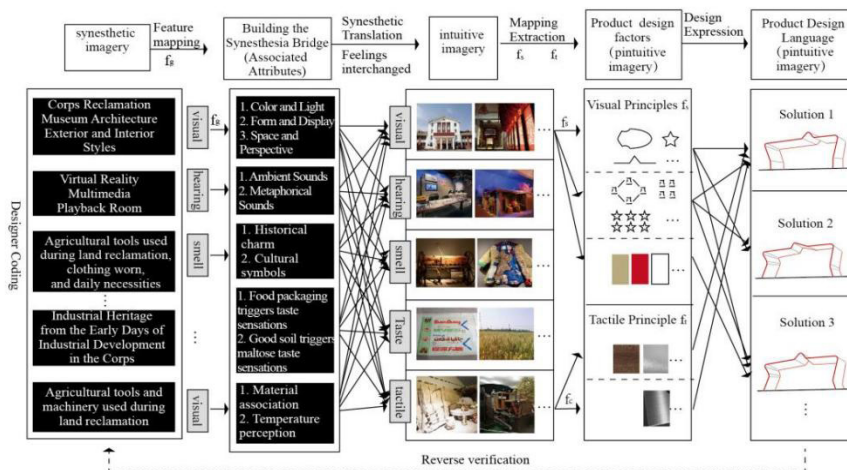 synesthetic
imagery
Feature
mapping
fg
Building the
Synesthesia Bridge
(Associated
Attributes)
Synesthetic
Translation
Feelings
interchanged
intuitive
imagery
Mapping
Extraction
fs ft
Product design
factors
(pintuitive
imagery)
Design
Expression
Product Design
Language
(pintuitive
imagery)
Designer Coding
Corps Reclamation
Museum Architecture
Exterior and Interior
Styles
visual
fg
1. Color and Light
2. Form and Display
3. Space and
Perspective
visual
...
fs
Visual Principles fs
...
Solution 1
Virtual Reality
Multimedia
Playback Room
hearing
1. Ambient Sounds
2. Metaphorical
Sounds
hearing
...
...
Agricultural tools used
during land reclamation,
clothing worn,
and daily necessities
smell
1. Historical
charm
2. Cultural
symbols
smell
...
...
Solution 2
Industrial Heritage
from the Early Days of
Industrial Development
in the Corps
...
1. Food packaging
triggers taste
sensations
2. Good soil triggers
maltose taste
sensations
Taste
...
Tactile Principle ft
...
Solution 3
Agricultural tools and
machinery used during
land reclamation
visual
1. Material
association
2. Temperature
perception
tactile
...
...
...
Reverse verification